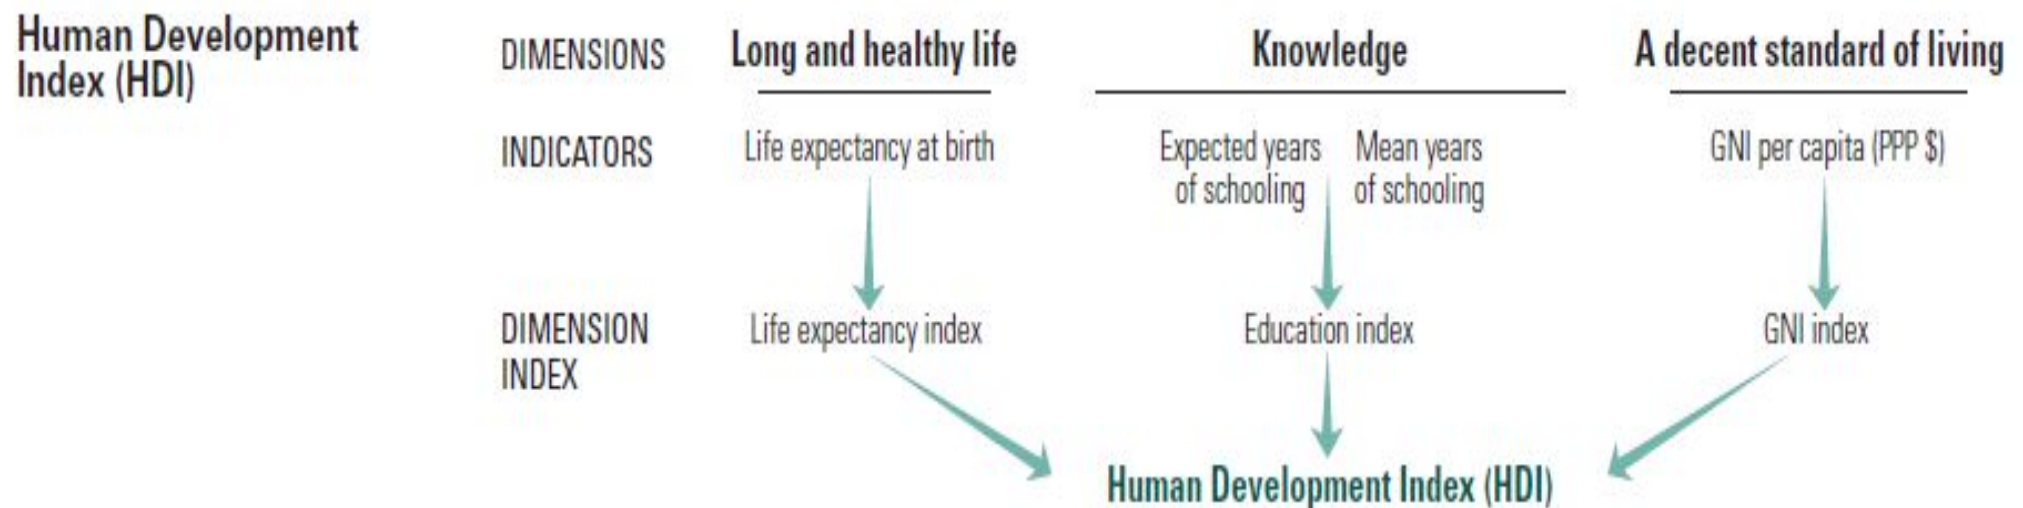 Human Development
Index (HDI)
DIMENSIONS
Long and healthy life
Knowledge
A decent standard of living
INDICATORS
Life expectancy at birth
Expected years
of schooling
Mean years
of schooling
GNI per capita (PPP $)
DIMENSION
INDEX
Life expectancy index
Education index
GNI index
Human Development Index (HDI)